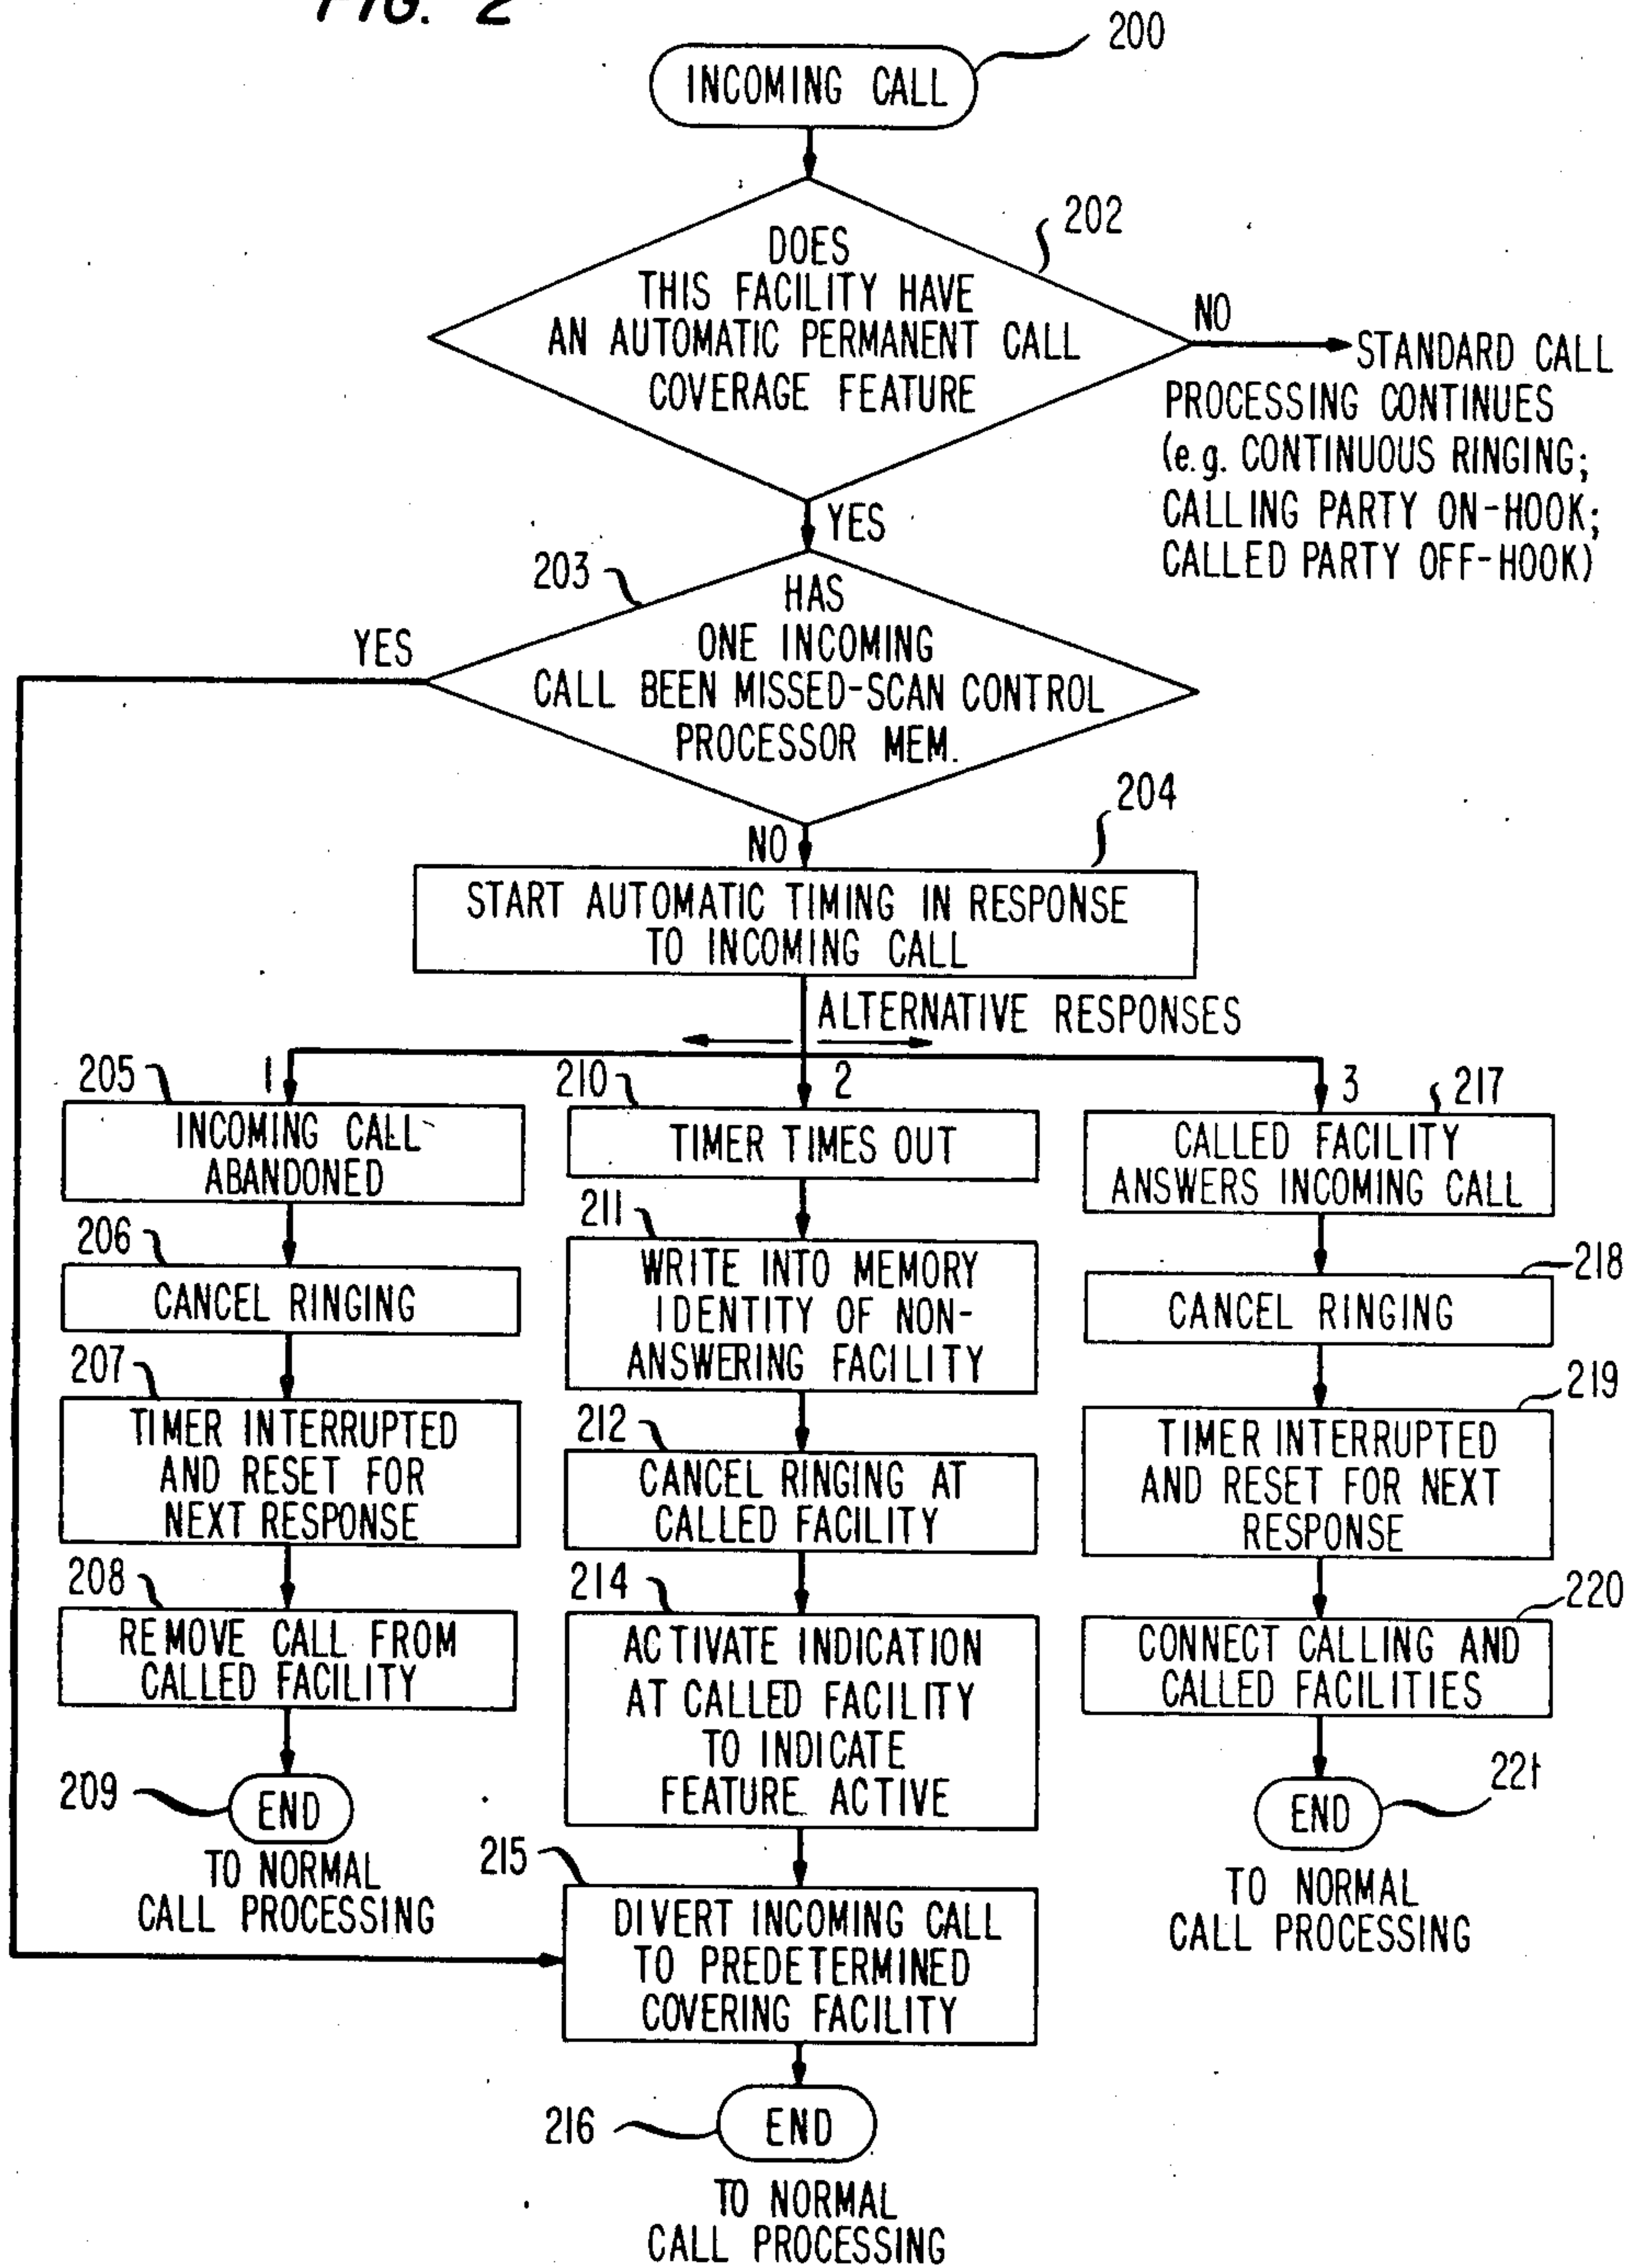 FIG. 2
200
INCOMING CALL
202
DOES
THIS FACILITY HAVE
AN AUTOMATIC PERMANENT CALL
COVERAGE FEATURE
NO
STANDARD CALL
PROCESSING CONTINUES
(e.g. CONTINUOUS RINGING;
CALLING PARTY ON-HOOK;
CALLED PARTY OFF-HOOK)
YES
203
HAS
ONE INCOMING
CALL BEEN MISSED-SCAN CONTROL
PROCESSOR MEM.
YES
NO
204
START AUTOMATIC TIMING IN RESPONSE
TO INCOMING CALL
ALTERNATIVE RESPONSES
205
1
INCOMING CALL
ABANDONED
206
CANCEL RINGING
207
TIMER INTERRUPTED
AND RESET FOR
NEXT RESPONSE
208
REMOVE CALL FROM
CALLED FACILITY
209
END
TO NORMAL
CALL PROCESSING
210
2
TIMER TIMES OUT
211
WRITE INTO MEMORY
IDENTITY OF NON-
ANSWERING FACILITY
212
CANCEL RINGING AT
CALLED FACILITY
214
ACTIVATE INDICATION
AT CALLED FACILITY
TO INDICATE
FEATURE ACTIVE
215
DIVERT INCOMING CALL
TO PREDETERMINED
COVERING FACILITY
216
END
TO NORMAL
CALL PROCESSING
3
217
CALLED FACILITY
ANSWERS INCOMING CALL
218
CANCEL RINGING
219
TIMER INTERRUPTED
AND RESET FOR NEXT
RESPONSE
220
CONNECT CALLING AND
CALLED FACILITIES
221
END
TO NORMAL
CALL PROCESSING